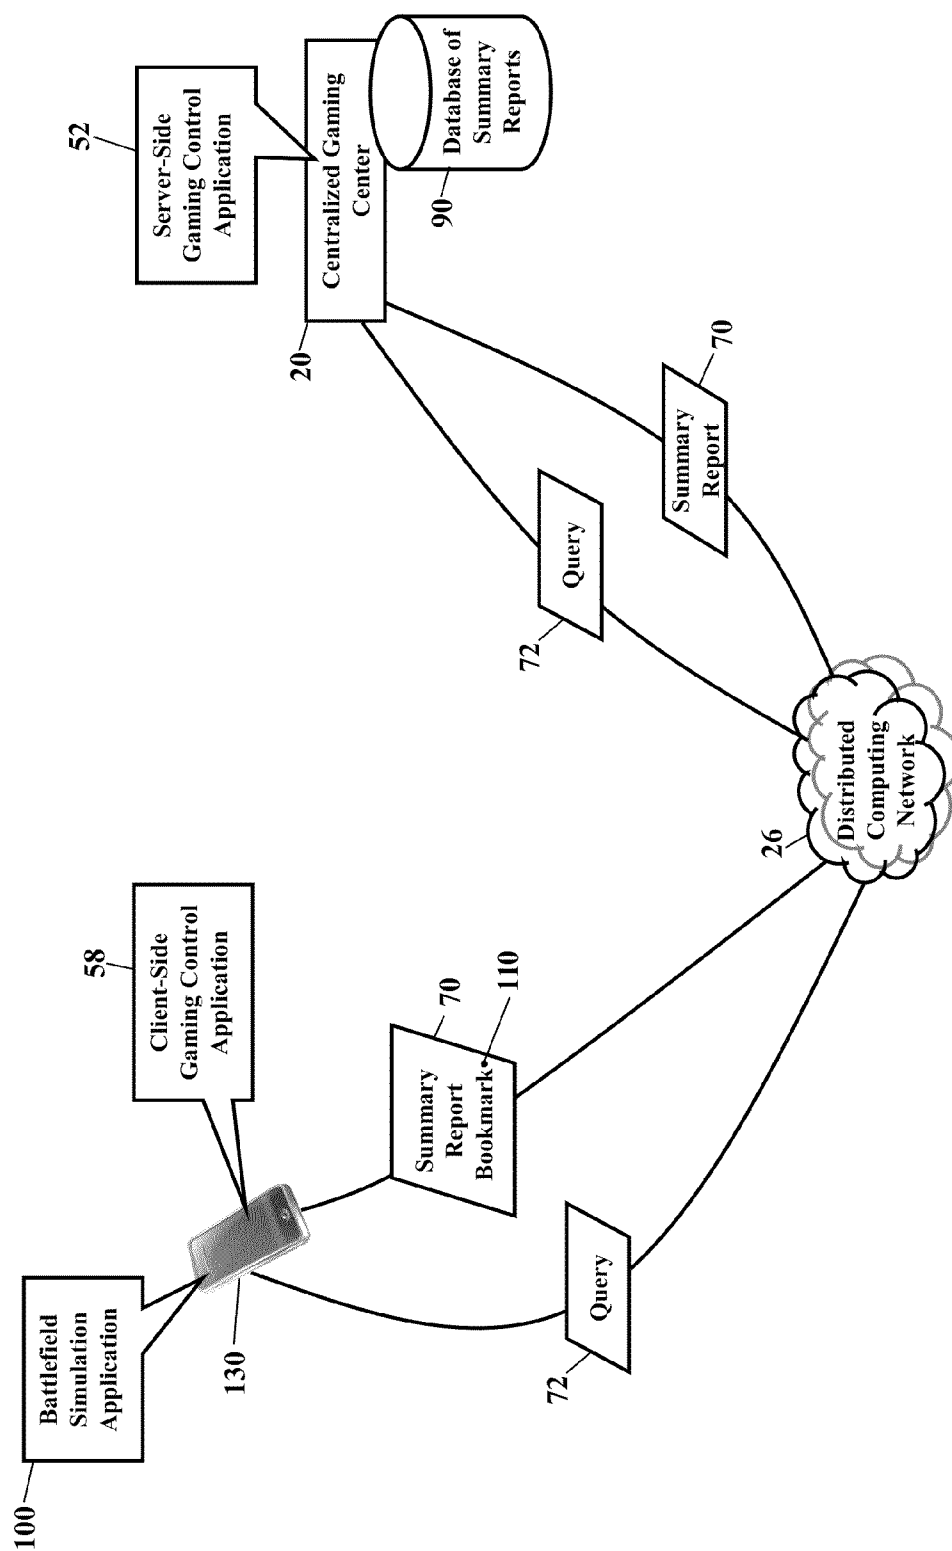 100
Battlefield
Simulation
Application
58
Client-Side
Gaming Control
Application
52
Server-Side
Gaming Control
Application
130
20
Centralized Gaming
Center
90
Database of
Summary
Reports
70
110
Summary
Report
Bookmark
72
Query
72
Query
70
Summary
Report
26
Distributed
Computing
Network